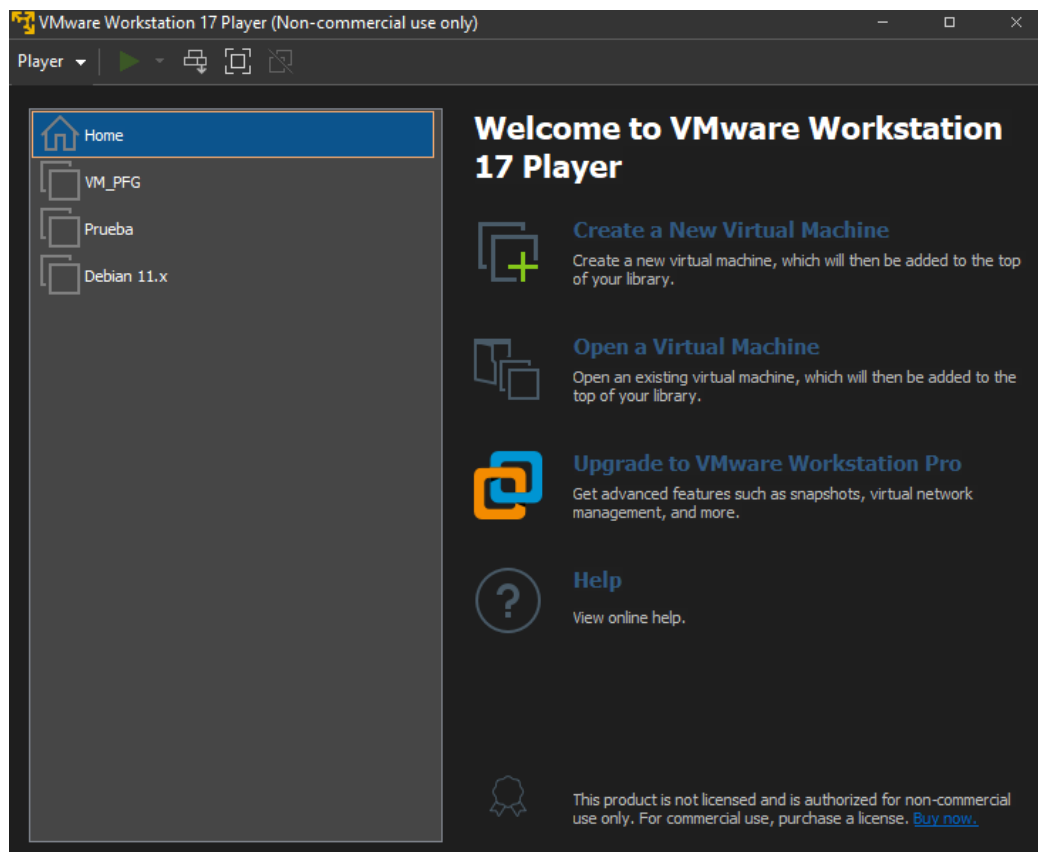 VMware Workstation 17 Player (Non-commercial use only)
Player
Home
VM_PFG
Prueba
Debian 11.x
Welcome to VMware Workstation
17 Player
Create a New Virtual Machine
Create a new virtual machine, which will then be added to the top
of your library.
Open a Virtual Machine
Open an existing virtual machine, which will then be added to the
top of your library.
Upgrade to VMware Workstation Pro
Get advanced features such as snapshots, virtual network
management, and more.
Help
View online help.
This product is not licensed and is authorized for non-commercial
use only. For commercial use, purchase a license. Buy now.